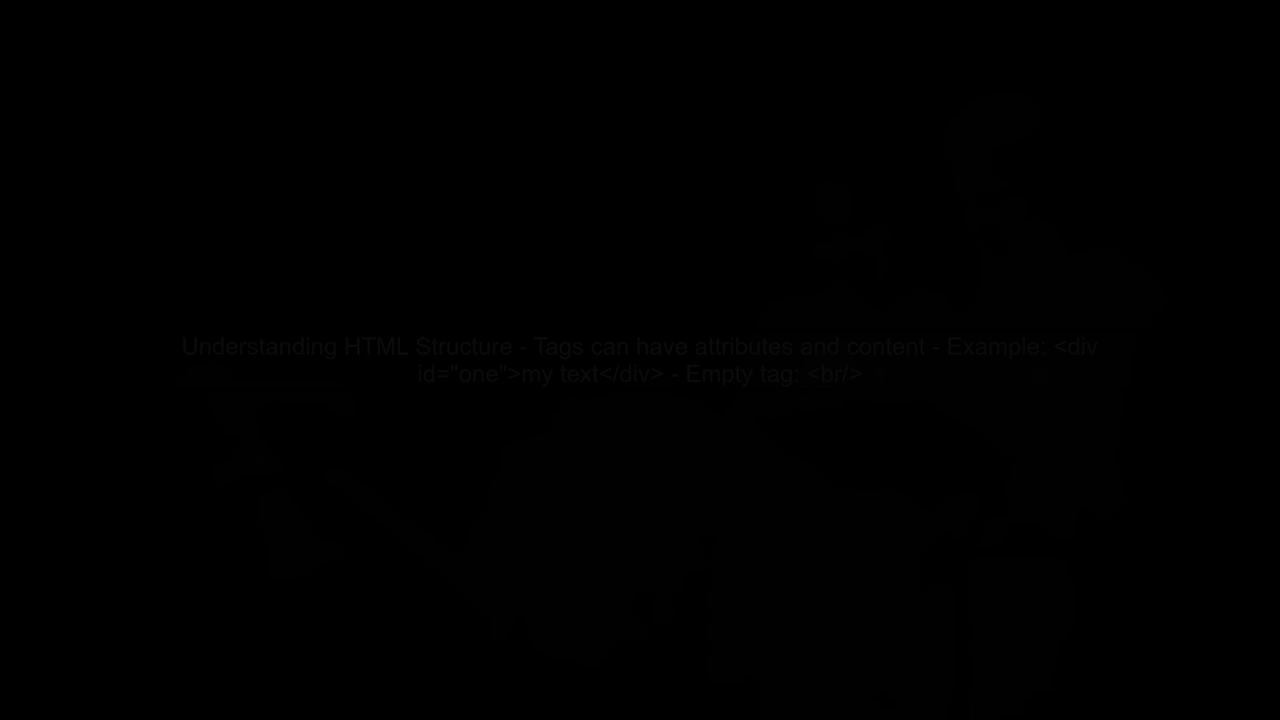 Understanding HTML Structure - Tags can have attributes and content - Example: <div
id="one">my text</div> - Empty tag: <br/>